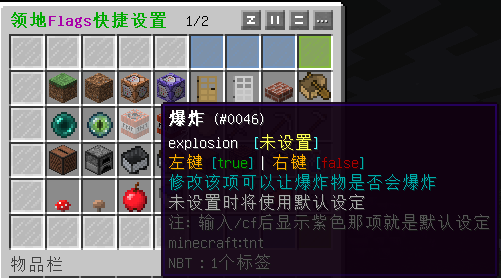 领地Flags快捷设置 1/2
爆炸 (#0046)
explosion [未设置]
左键 [true] | 右键 [false]
修改该项可以让爆炸物是否会爆炸
未设置时将使用默认设定
注: 输入/cf后显示紫色那项就是默认设定
minecraft:tnt
NBT : 1个标签
物品栏